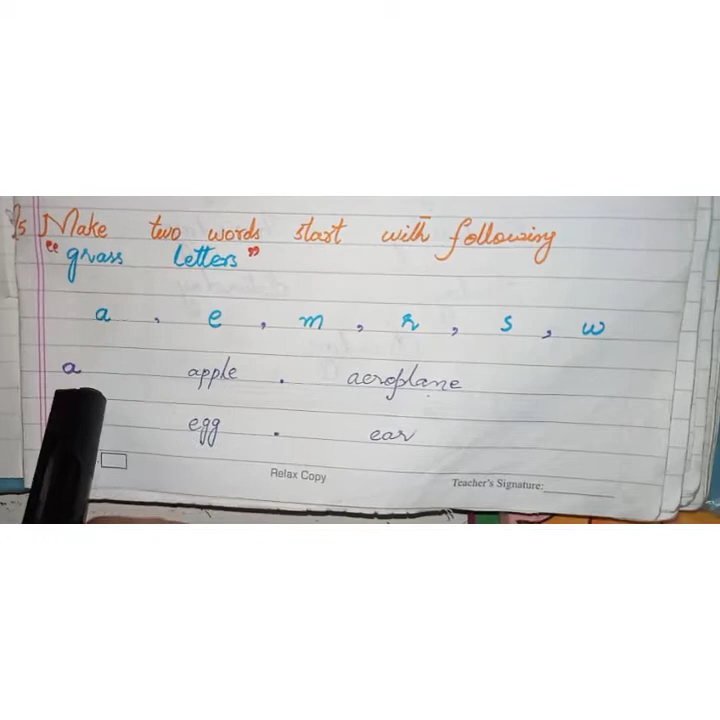 Make two words start with following
"grass letters"
a , e , m , r , s , w
a apple . aeroplane
egg . ear
Relax Copy
Teacher's Signature: